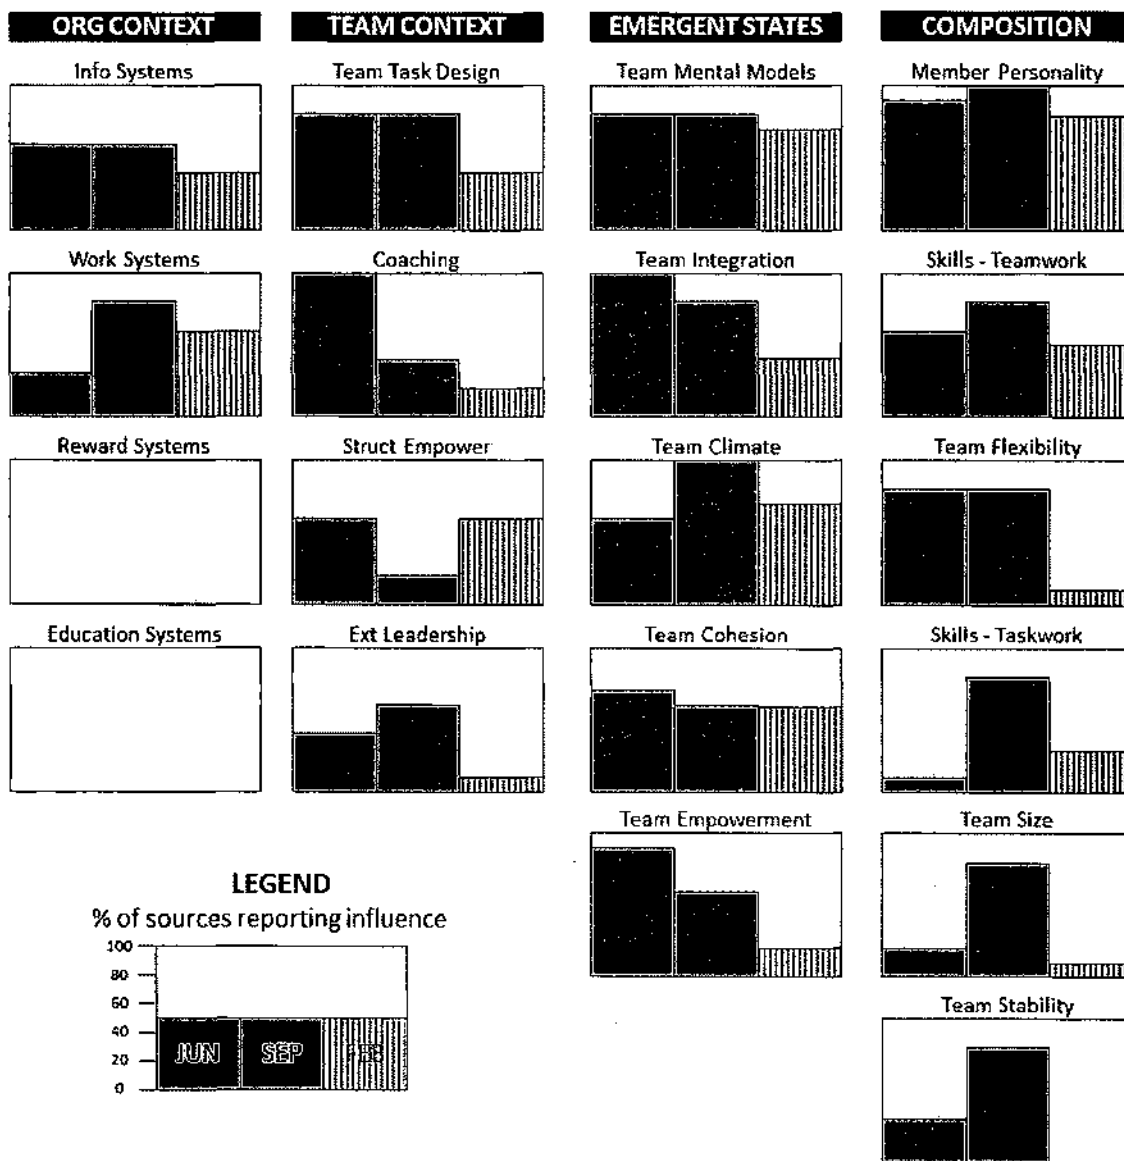 ORG CONTEXT
Info Systems
Work Systems
Reward Systems
Education Systems
TEAM CONTEXT
Team Task Design
Coaching
Struct Empower
Ext Leadership
EMERGENT STATES
Team Mental Models
Team Integration
Team Climate
Team Cohesion
Team Empowerment
COMPOSITION
Member Personality
Skills - Teamwork
Team Flexibility
Skills - Taskwork
Team Size
Team Stability
LEGEND
% of sources reporting influence
100
80
60
40
20
0
JUN
SEP
FEB